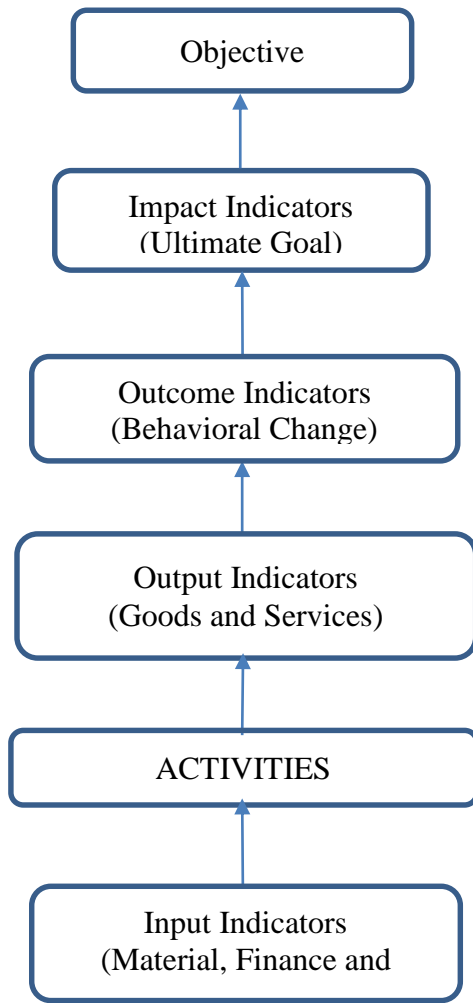 Objective
Impact Indicators
(Ultimate Goal)
Outcome Indicators
(Behavioral Change)
Output Indicators
(Goods and Services)
ACTIVITIES
Input Indicators
(Material, Finance and